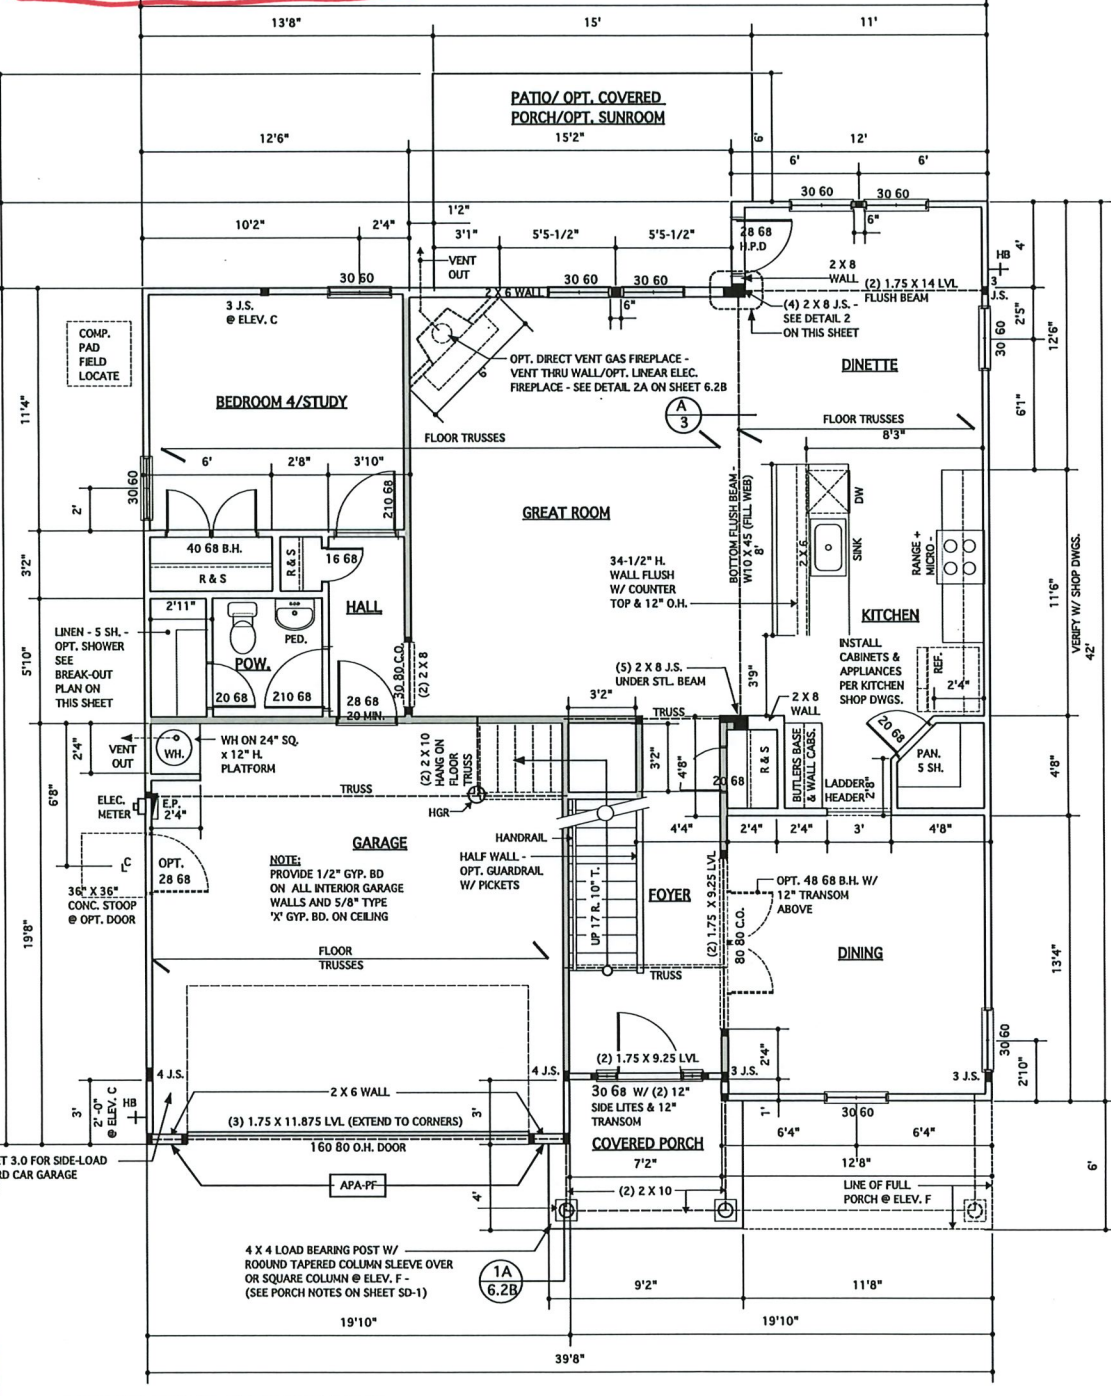 13'8"
15'
11'
PATIO/ OPT. COVERED
PORCH/OPT. SUNROOM
12'6"
15'2"
6'
12'
6'
6'
30 60
30 60
1'2"
10'2"
2'4"
3'1"
5'5-1/2"
5'5-1/2"
28 68
H.P.D
6"
4'
HB
VENT
OUT
2 X 8
WALL
30 60
30 60
30 60
2 X 6 WALL
(2) 1.75 X 14 LVL
FLUSH BEAM
3
J.S.
3 J.S.
@ ELEV. C
6"
(4) 2 X 8 J.S. -
SEE DETAIL 2
ON THIS SHEET
2'5"
12'6"
30 60
COMP.
PAD
FIELD
LOCATE
OPT. DIRECT VENT GAS FIREPLACE -
VENT THRU WALL/OPT. LINEAR ELEC.
FIREPLACE - SEE DETAIL 2A ON SHEET 6.2B
6'
DINETTE
BEDROOM 4/STUDY
11'4"
A
3
6'1"
FLOOR TRUSSES
FLOOR TRUSSES
8'3"
6'
2'8"
3'10"
30 60
2'
210 68
BOTTOM FLUSH BEAM -
W10 X 45 (FILL WEB)
8'
DW
GREAT ROOM
SINK
2 X 6
RANGE +
MICRO -
40 68 B.H.
R & S
R & S
16 68
3'2"
34-1/2" H.
WALL FLUSH
W/ COUNTER
TOP & 12" O.H.
11'6"
VERIFY W/ SHOP DWGS.
42'
2'11"
HALL
KITCHEN
LINEN - 5 SH. -
OPT. SHOWER
SEE
BREAK-OUT
PLAN ON
THIS SHEET
PED.
POW.
5'10"
INSTALL
CABINETS &
APPLIANCES
PER KITCHEN
SHOP DWGS.
REF.
2'4"
30 80 C.O.
(2) 2 X 8
(5) 2 X 8 J.S.
UNDER STL. BEAM
3'9"
20 68
210 68
28 68
20 MIN.
3'2"
2 X 8
WALL
TRUSS
20 68
2'4"
VENT
OUT
WH.
WH ON 24" SQ.
x 12" H.
PLATFORM
(2) 2 X 10
HANG ON
FLOOR
TRUSS
3'2"
4'8"
20 68
R & S
BUTLERS BASE
& WALL CABS.
PAN.
5 SH.
4'8"
LADDER
HEADER
2'8"
6'8"
TRUSS
HGR
ELEC.
METER
E.P.
2'4"
4'4"
2'4"
2'4"
3'
4'8"
GARAGE
HANDRAIL
HALF WALL -
OPT. GUARDRAIL
W/ PICKETS
C
L
OPT.
28 68
NOTE:
PROVIDE 1/2" GYP. BD
ON ALL INTERIOR GARAGE
WALLS AND 5/8" TYPE
'X' GYP. BD. ON CEILING
36" X 36"
CONC. STOOP
@ OPT. DOOR
FOYER
UP 17 R. 10" T.
(2) 1.75 X 9.25 LVL
80 80 C.O.
OPT. 48 68 B.H. W/
12" TRANSOM
ABOVE
19'8"
FLOOR
TRUSSES
TRUSS
DINING
13'4"
30 60
(2) 1.75 X 9.25 LVL
2'4"
2'10"
4 J.S.
4 J.S.
3 J.S.
3 J.S.
3'
2'-0"
@ ELEV. C
HB
2 X 6 WALL
3'
30 68 W/ (2) 12"
SIDE LITES & 12"
TRANSOM
1'
30 60
(3) 1.75 X 11.875 LVL (EXTEND TO CORNERS)
6'4"
6'4"
160 80 O.H. DOOR
COVERED PORCH
T 3.0 FOR SIDE-LOAD
RD CAR GARAGE
7'2"
12'8"
6'
APA-PF
4'
(2) 2 X 10
LINE OF FULL
PORCH @ ELEV. F
4 X 4 LOAD BEARING POST W/
ROOUND TAPERED COLUMN SLEEVE OVER
OR SQUARE COLUMN @ ELEV. F -
(SEE PORCH NOTES ON SHEET SD-1)
1A
6.2B
9'2"
11'8"
19'10"
19'10"
39'8"